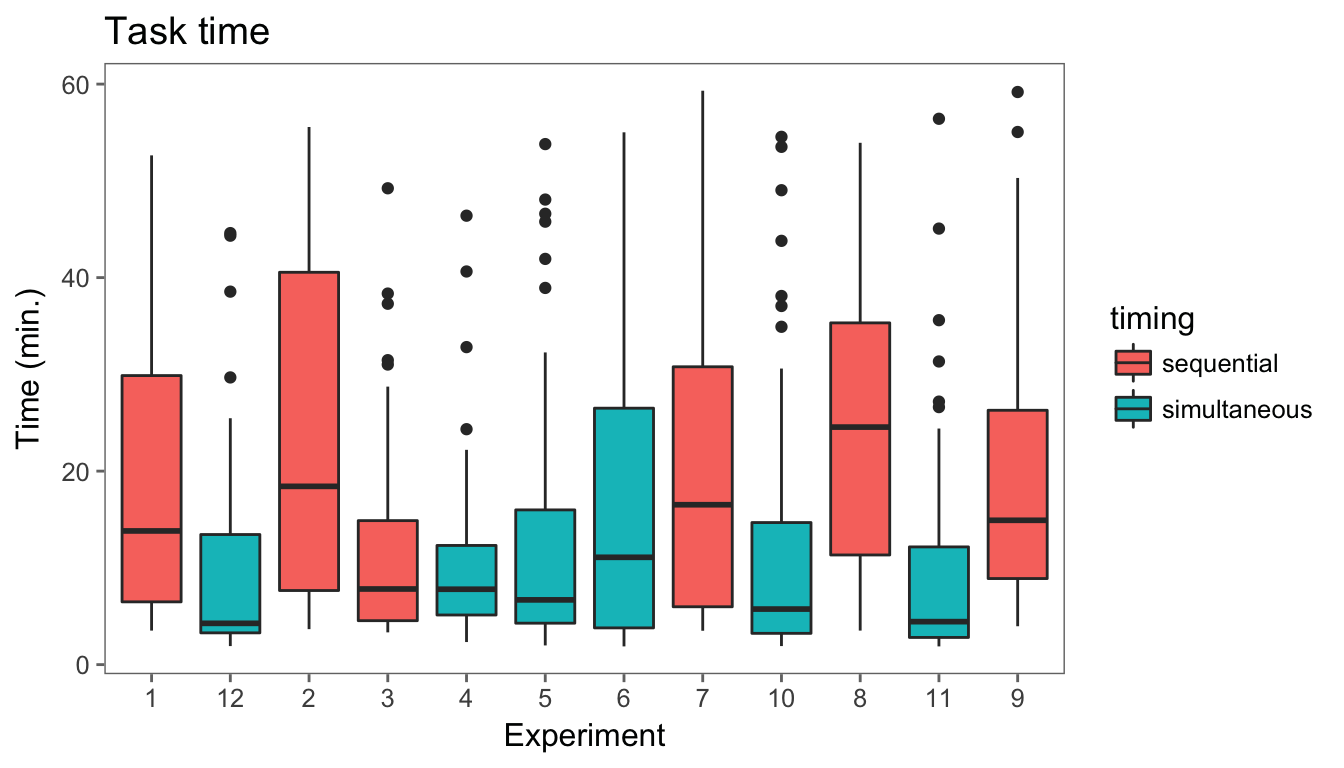 Task time
60
40
20
0
Time (min.)
1 12 2 3 4 5 6 7 10 8 11 9
Experiment
timing
sequential
simultaneous